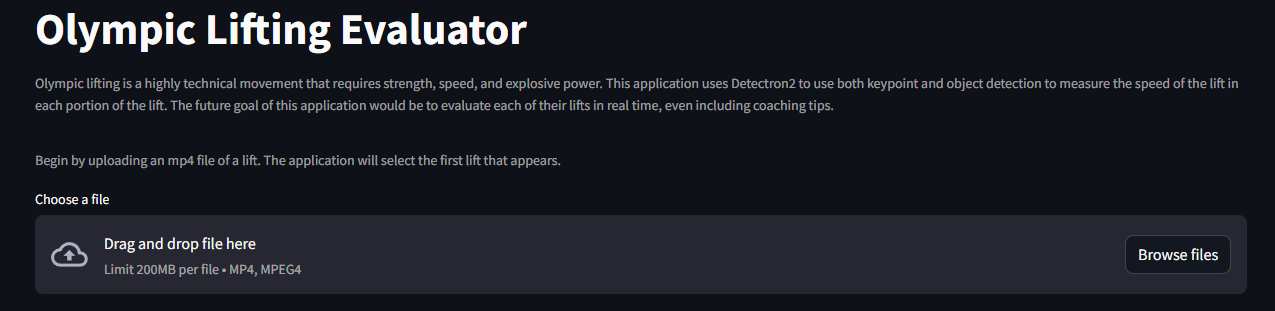 Olympic Lifting Evaluator
Olympic lifting is a highly technical movement that requires strength, speed, and explosive power. This application uses Detectron2 to use both keypoint and object detection to measure the speed of the lift in
each portion of the lift. The future goal of this application would be to evaluate each of their lifts in real time, even including coaching tips.
Begin by uploading an mp4 file of a lift. The application will select the first lift that appears.
Choose a file
Drag and drop file here
Limit 200MB per file • MP4, MPEG4
Browse files